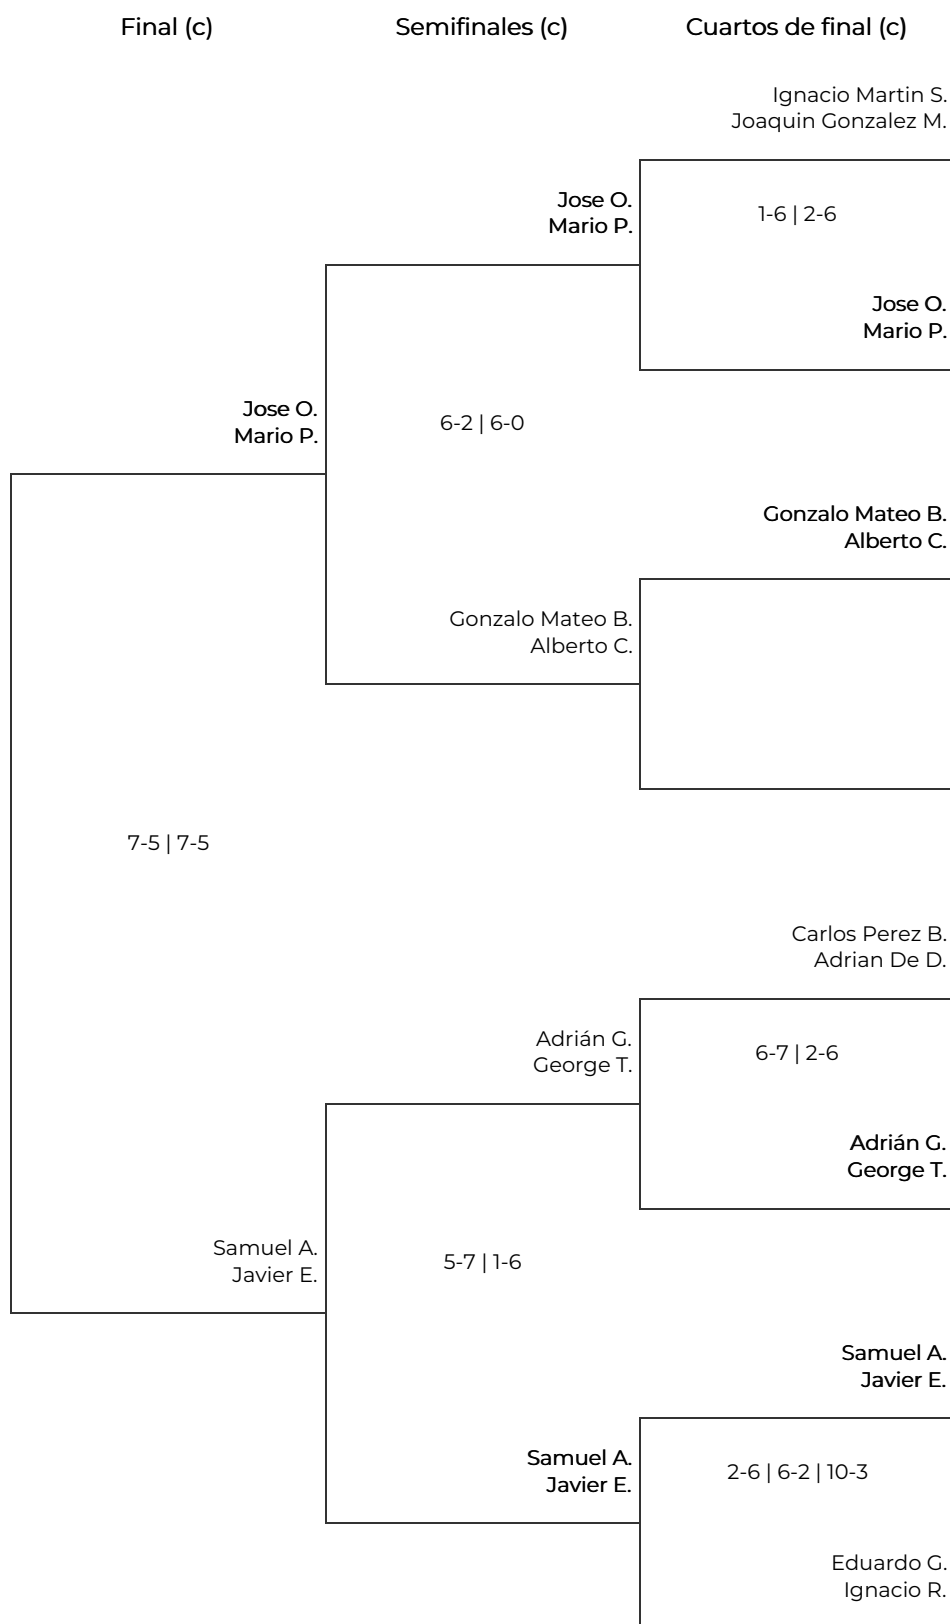 Final (c)
Semifinales (c)
Cuartos de final (c)
Ignacio Martin S.
Joaquin Gonzalez M.
Jose O.
Mario P.
1-6 | 2-6
Jose O.
Mario P.
Jose O.
Mario P.
6-2 | 6-0
Gonzalo Mateo B.
Alberto C.
Gonzalo Mateo B.
Alberto C.
7-5 | 7-5
Carlos Perez B.
Adrian De D.
Adrián G.
George T.
6-7 | 2-6
Adrián G.
George T.
Samuel A.
Javier E.
5-7 | 1-6
Samuel A.
Javier E.
Samuel A.
Javier E.
2-6 | 6-2 | 10-3
Eduardo G.
Ignacio R.